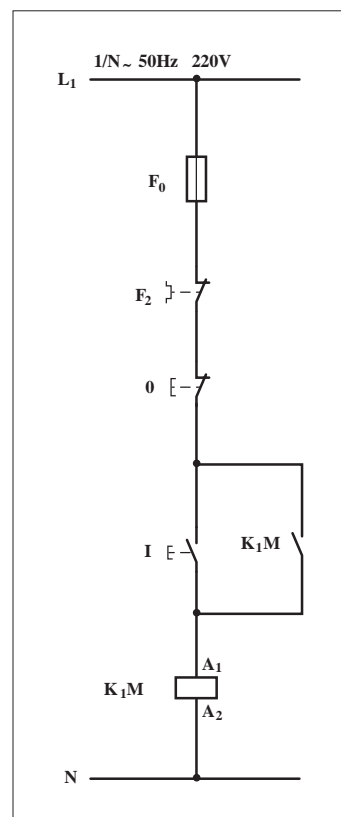 1/N~ 50Hz 220V
L₁
F₀
F₂
0
I
K₁M
A₁
K₁M
A₂
N